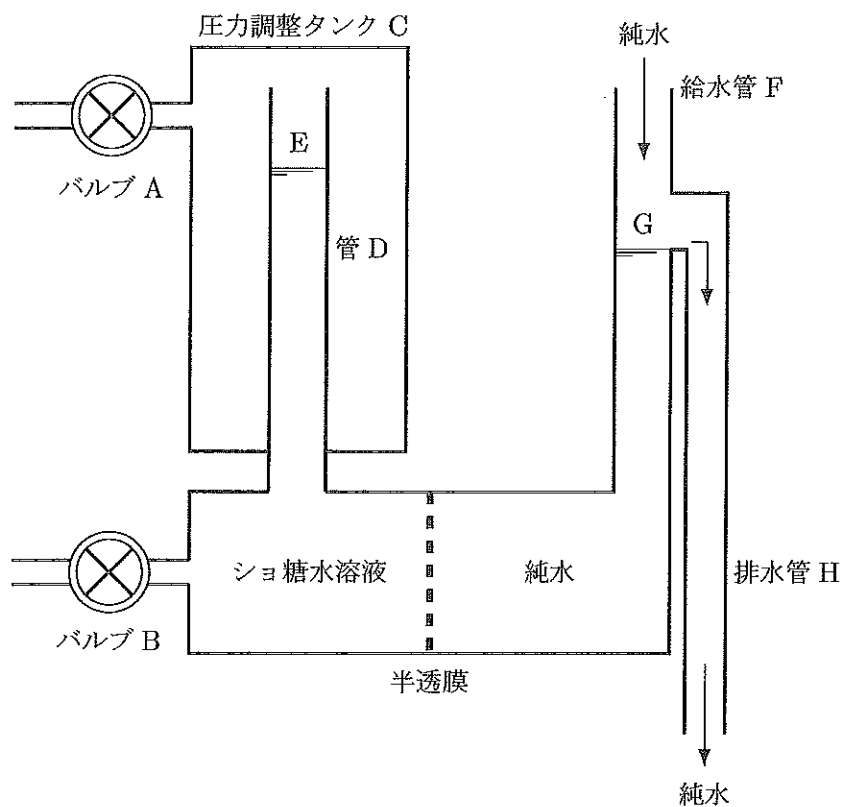 圧力調整タンク C
純水
給水管 F
E
バルブ A
管 D
G
ショ糖水溶液
純水
排水管 H
バルブ B
半透膜
純水